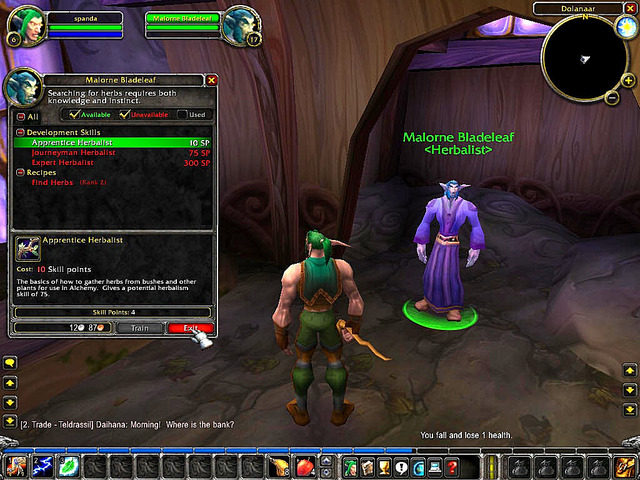 spanda
6
Malorne Bladeleaf
17
Dolanaar
N
Malorne Bladeleaf
Searching for herbs requires both
knowledge and instinct.
All
Available
Unavailable
Used
Development Skills
Apprentice Herbalist 10 SP
Journeyman Herbalist 75 SP
Expert Herbalist 300 SP
Recipes
Find Herbs (Rank 2)
Apprentice Herbalist
Cost: 10 Skill points
The basics of how to gather herbs from bushes and other
plants for use in Alchemy. Gives a potential herbalism
skill of 75.
Skill Points: 4
12 87
Train
Exit
Malorne Bladeleaf
<Herbalist>
[2. Trade - Teldrassil] Daihana: Morning! Where is the bank?
You fall and lose 1 health.